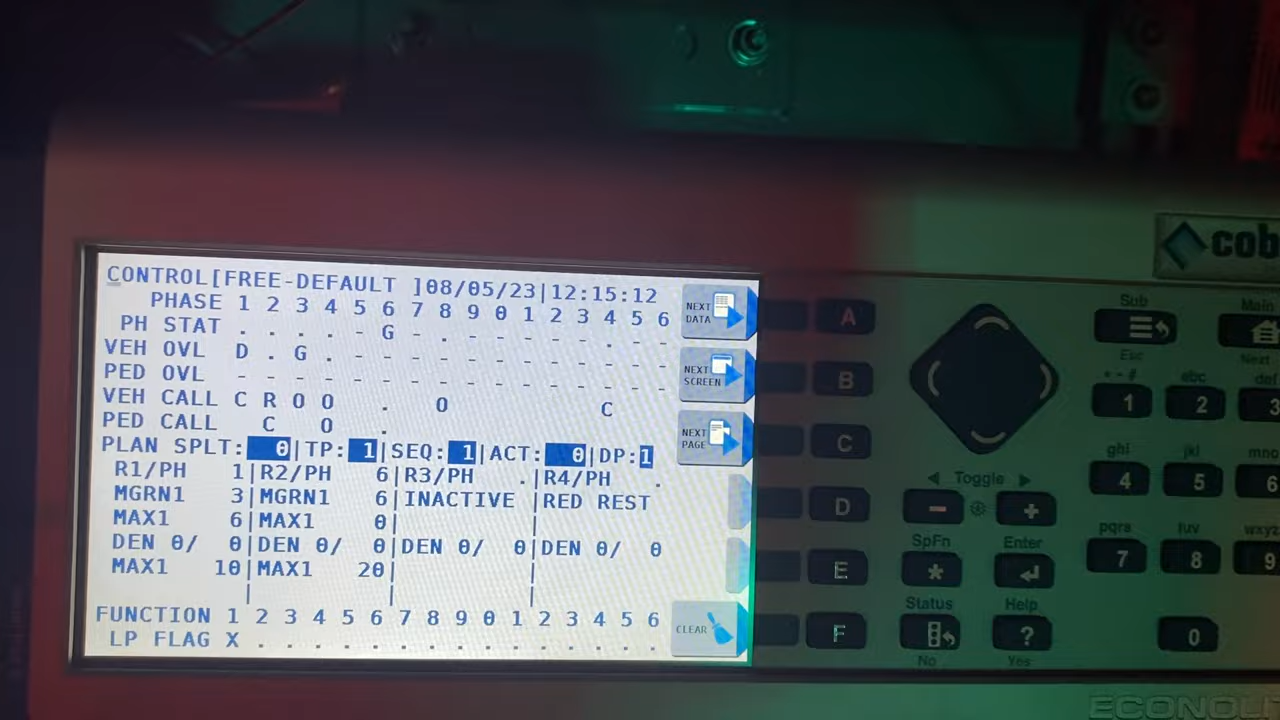 CONTROL[FREE-DEFAULT ]08/05/23|12:15:12
PHASE 1 2 3 4 5 6 7 8 9 0 1 2 3 4 5 6
PH STAT . . . . - G - . - - - - - . - -
VEH OVL D . G . - - - - - - - - - - - -
PED OVL - - - - - - - - - - - - - - - -
VEH CALL C R O O . O C
PED CALL C O .
PLAN SPLT: 0|TP: 1|SEQ: 1|ACT: 0|DP:1
R1/PH 1|R2/PH 6|R3/PH .|R4/PH .
MGRN1 3|MGRN1 6|INACTIVE |RED REST
MAX1 6|MAX1 0| |
DEN 0/ 0|DEN 0/ 0|DEN 0/ 0|DEN 0/ 0
MAX1 10|MAX1 20| |
FUNCTION 1 2 3 4 5 6 7 8 9 0 1 2 3 4 5 6
LP FLAG X . . . . . . . . . . . . . . .
NEXT DATA
NEXT SCREEN
NEXT PAGE
CLEAR
A
B
C
D
E
F
cob
Sub
Main
Esc
Next
+ - #
abc
def
1
2
3
Toggle
ghi
jkl
mno
4
5
6
- +
SpFn
Enter
pqrs
tuv
wxyz
7
8
9
*
Status
Help
?
0
No
Yes
ECONOLI